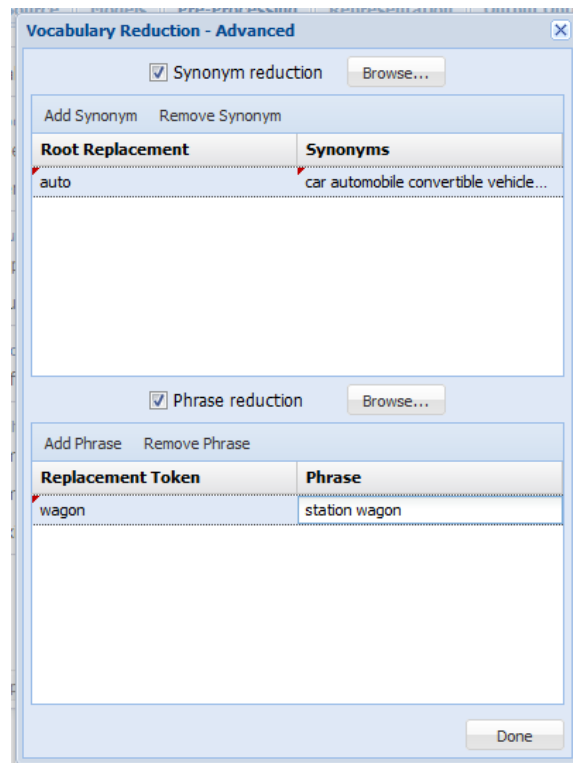 Vocabulary Reduction - Advanced
Synonym reduction Browse...
Add Synonym Remove Synonym
Root Replacement Synonyms
auto car automobile convertible vehicle...
Phrase reduction Browse...
Add Phrase Remove Phrase
Replacement Token Phrase
wagon station wagon
Done